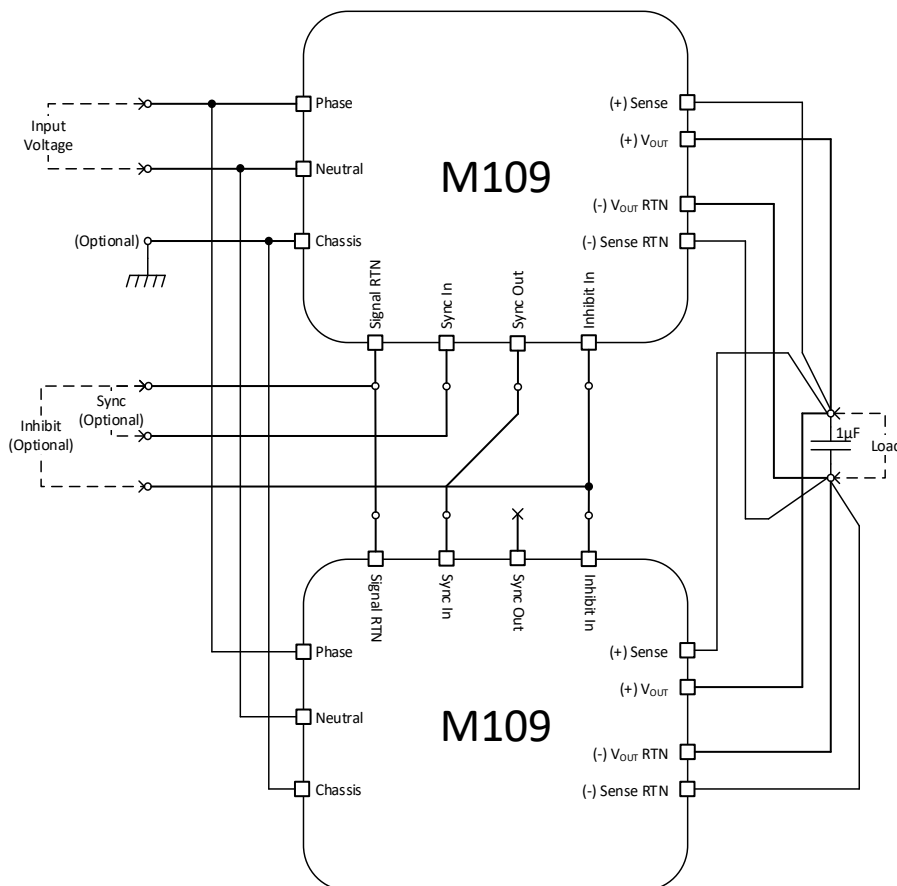 Phase
(+) Sense
Input
Voltage
(+) VOUT
Neutral
M109
(-) VOUT RTN
(Optional)
Chassis
(-) Sense RTN
Signal RTN
Sync In
Sync Out
Inhibit In
Sync
(Optional)
Inhibit
(Optional)
1µF
Load
Signal RTN
Sync In
Sync Out
Inhibit In
Phase
(+) Sense
(+) VOUT
Neutral
M109
(-) VOUT RTN
Chassis
(-) Sense RTN